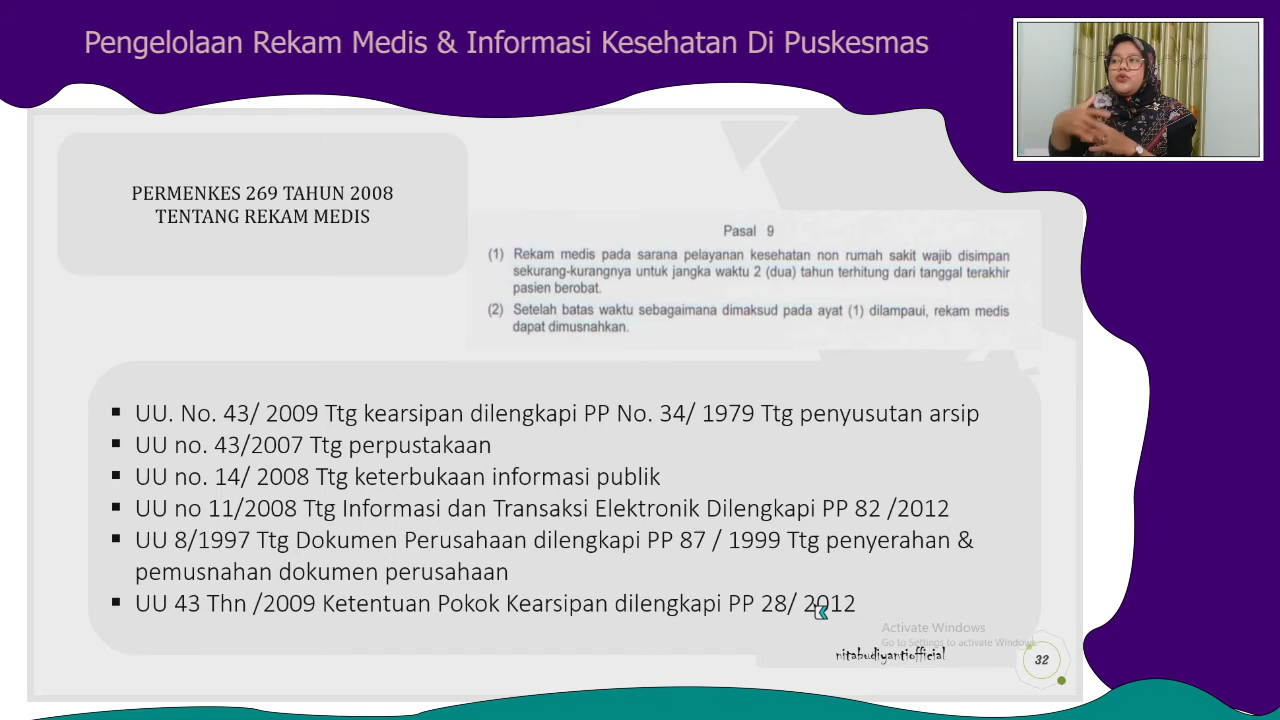 Pengelolaan Rekam Medis & Informasi Kesehatan Di Puskesmas
PERMENKES 269 TAHUN 2008
TENTANG REKAM MEDIS
Pasal 9
(1) Rekam medis pada sarana pelayanan kesehatan non rumah sakit wajib disimpan
sekurang-kurangnya untuk jangka waktu 2 (dua) tahun terhitung dari tanggal terakhir
pasien berobat.
(2) Setelah batas waktu sebagaimana dimaksud pada ayat (1) dilampaui, rekam medis
dapat dimusnahkan.
▪ UU. No. 43/ 2009 Ttg kearsipan dilengkapi PP No. 34/ 1979 Ttg penyusutan arsip
▪ UU no. 43/2007 Ttg perpustakaan
▪ UU no. 14/ 2008 Ttg keterbukaan informasi publik
▪ UU no 11/2008 Ttg Informasi dan Transaksi Elektronik Dilengkapi PP 82 /2012
▪ UU 8/1997 Ttg Dokumen Perusahaan dilengkapi PP 87 / 1999 Ttg penyerahan &
pemusnahan dokumen perusahaan
▪ UU 43 Thn /2009 Ketentuan Pokok Kearsipan dilengkapi PP 28/ 2012
Activate Windows
Go to Settings to activate Windows.
nitabudiyantiofficial
32